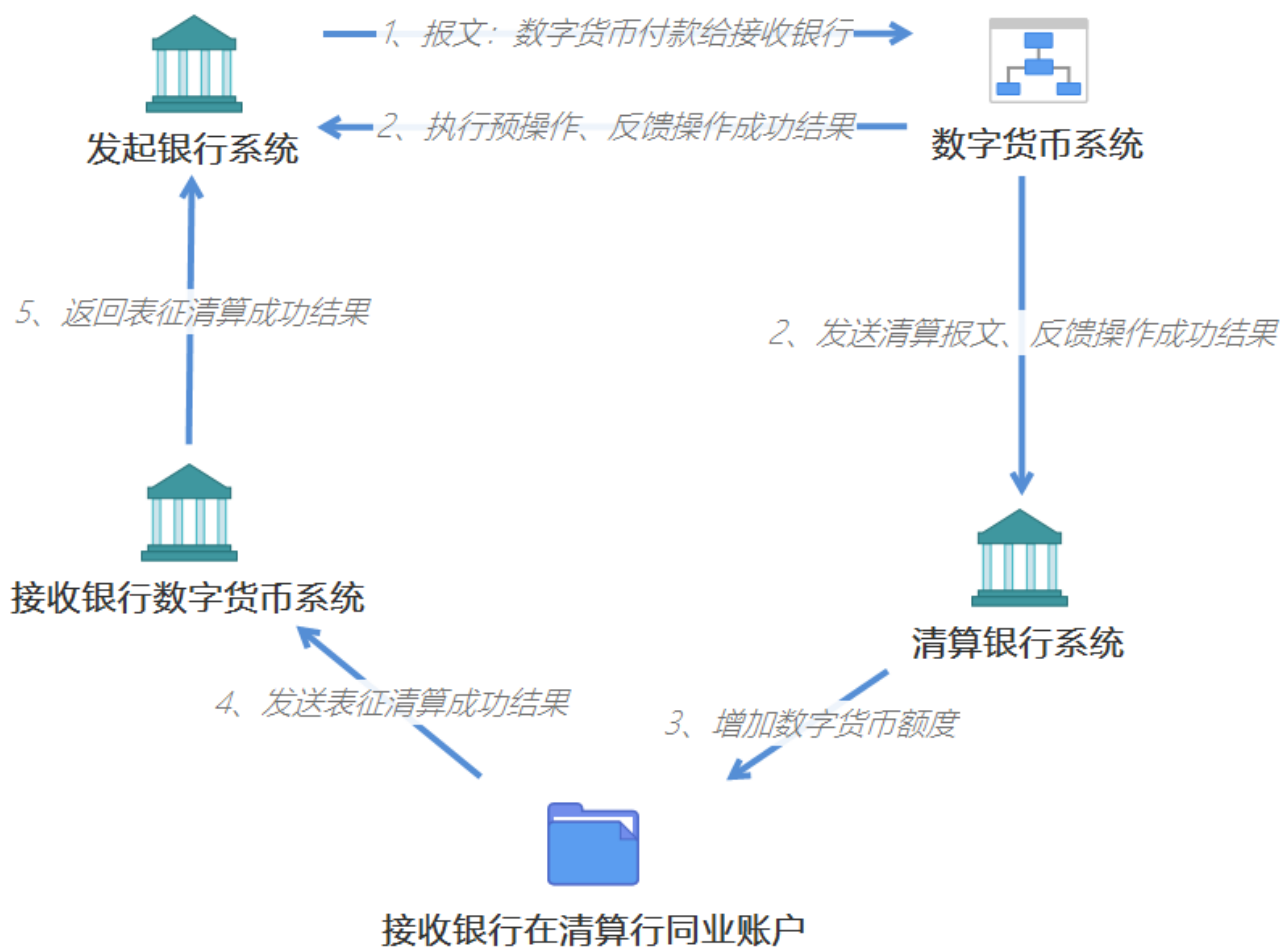 1、报文：数字货币付款给接收银行
2、执行预操作、反馈操作成功结果
发起银行系统
数字货币系统
5、返回表征清算成功结果
2、发送清算报文、反馈操作成功结果
接收银行数字货币系统
清算银行系统
4、发送表征清算成功结果
3、增加数字货币额度
接收银行在清算行同业账户